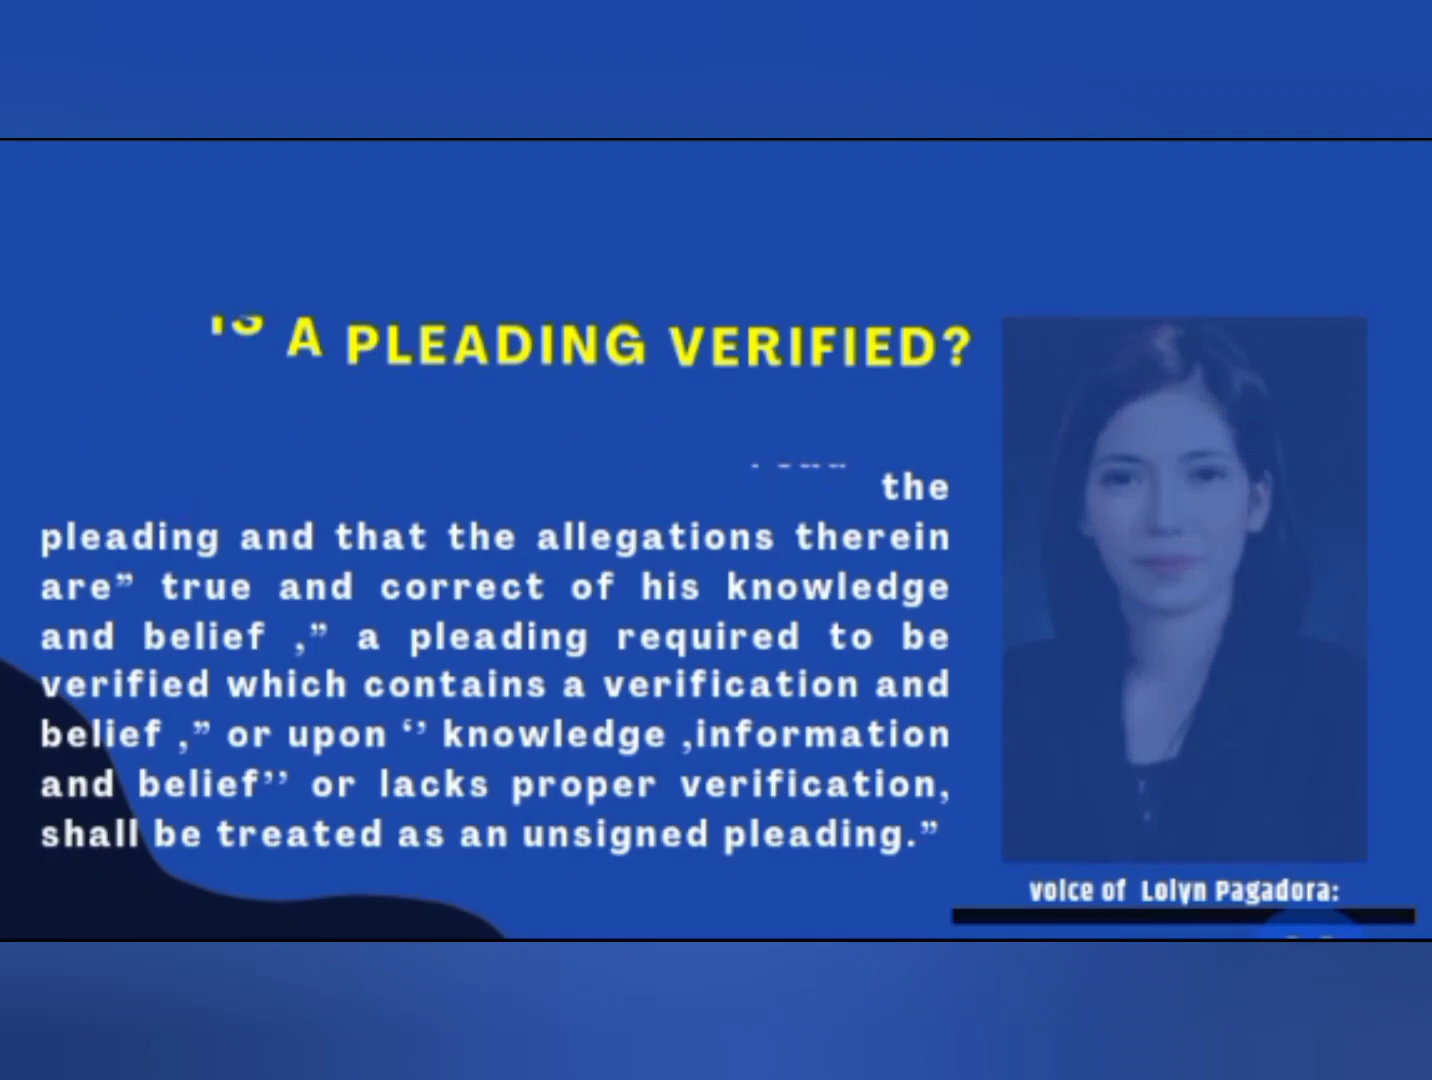 IS A PLEADING VERIFIED?
the
pleading and that the allegations therein
are” true and correct of his knowledge
and belief ,” a pleading required to be
verified which contains a verification and
belief ,” or upon ‘’ knowledge ,information
and belief’’ or lacks proper verification,
shall be treated as an unsigned pleading.”
voice of Lolyn Pagadora: